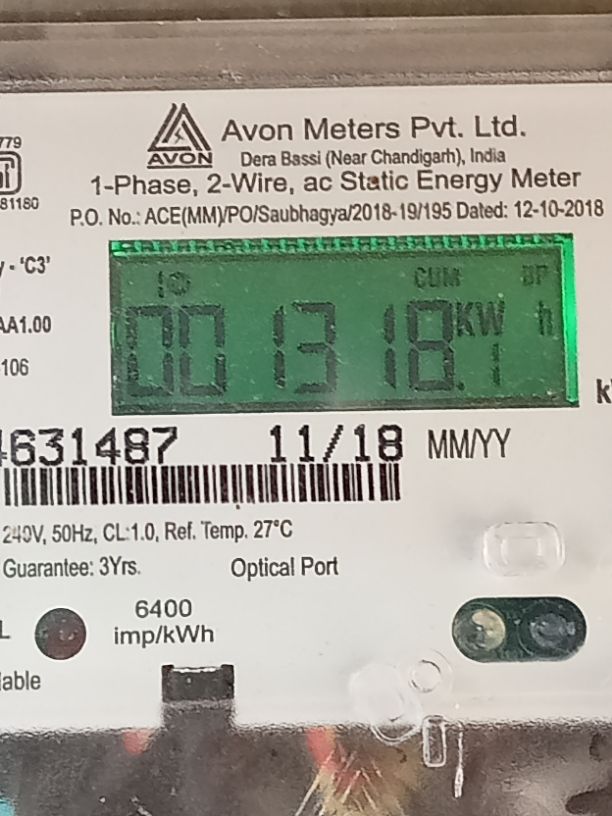 779
81180
AVON
Avon Meters Pvt. Ltd.
Dera Bassi (Near Chandigarh), India
1-Phase, 2-Wire, ac Static Energy Meter
P.O. No.: ACE(MM)/PO/Saubhagya/2018-19/195 Dated: 12-10-2018
- 'C3'
AA1.00
106
CUM
001318.1 KW h
4631487 11/18 MM/YY
240V, 50Hz, CL:1.0, Ref. Temp. 27°C
Guarantee: 3Yrs. Optical Port
6400
imp/kWh